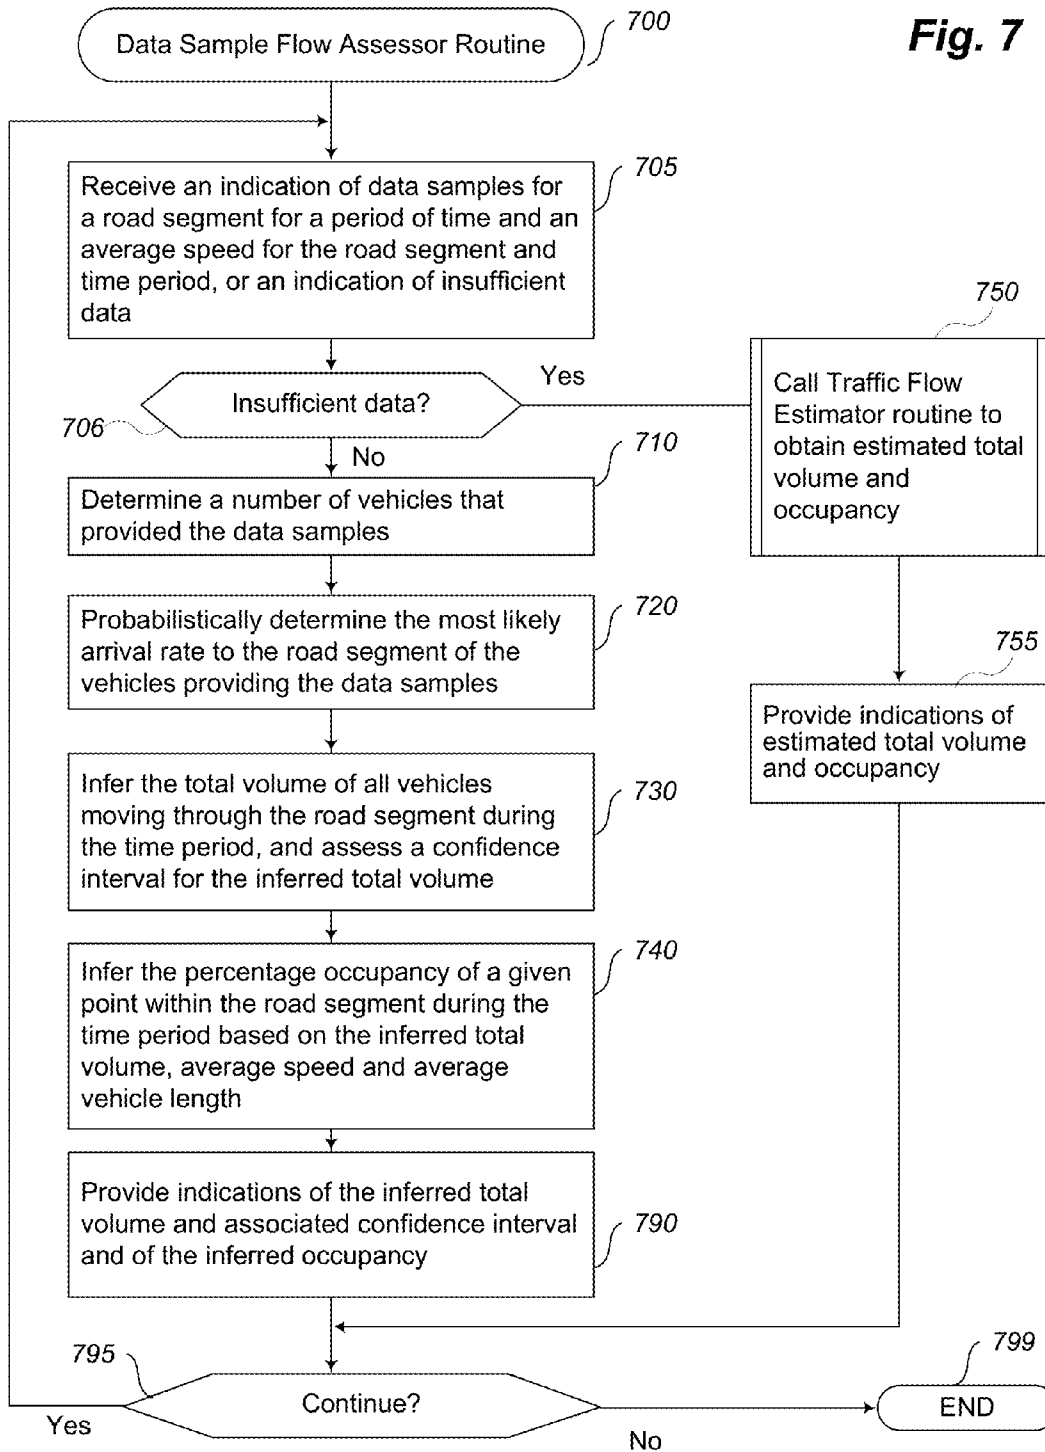 Fig. 7
Data Sample Flow Assessor Routine
700
705
Receive an indication of data samples for
a road segment for a period of time and an
average speed for the road segment and
time period, or an indication of insufficient
data
Insufficient data?
706
Yes
No
750
Call Traffic Flow
Estimator routine to
obtain estimated total
volume and
occupancy
710
Determine a number of vehicles that
provided the data samples
720
Probabilistically determine the most likely
arrival rate to the road segment of the
vehicles providing the data samples
755
Provide indications of
estimated total volume
and occupancy
730
Infer the total volume of all vehicles
moving through the road segment during
the time period, and assess a confidence
interval for the inferred total volume
740
Infer the percentage occupancy of a given
point within the road segment during the
time period based on the inferred total
volume, average speed and average
vehicle length
Provide indications of the inferred total
volume and associated confidence interval
and of the inferred occupancy
790
795
Continue?
Yes
No
799
END